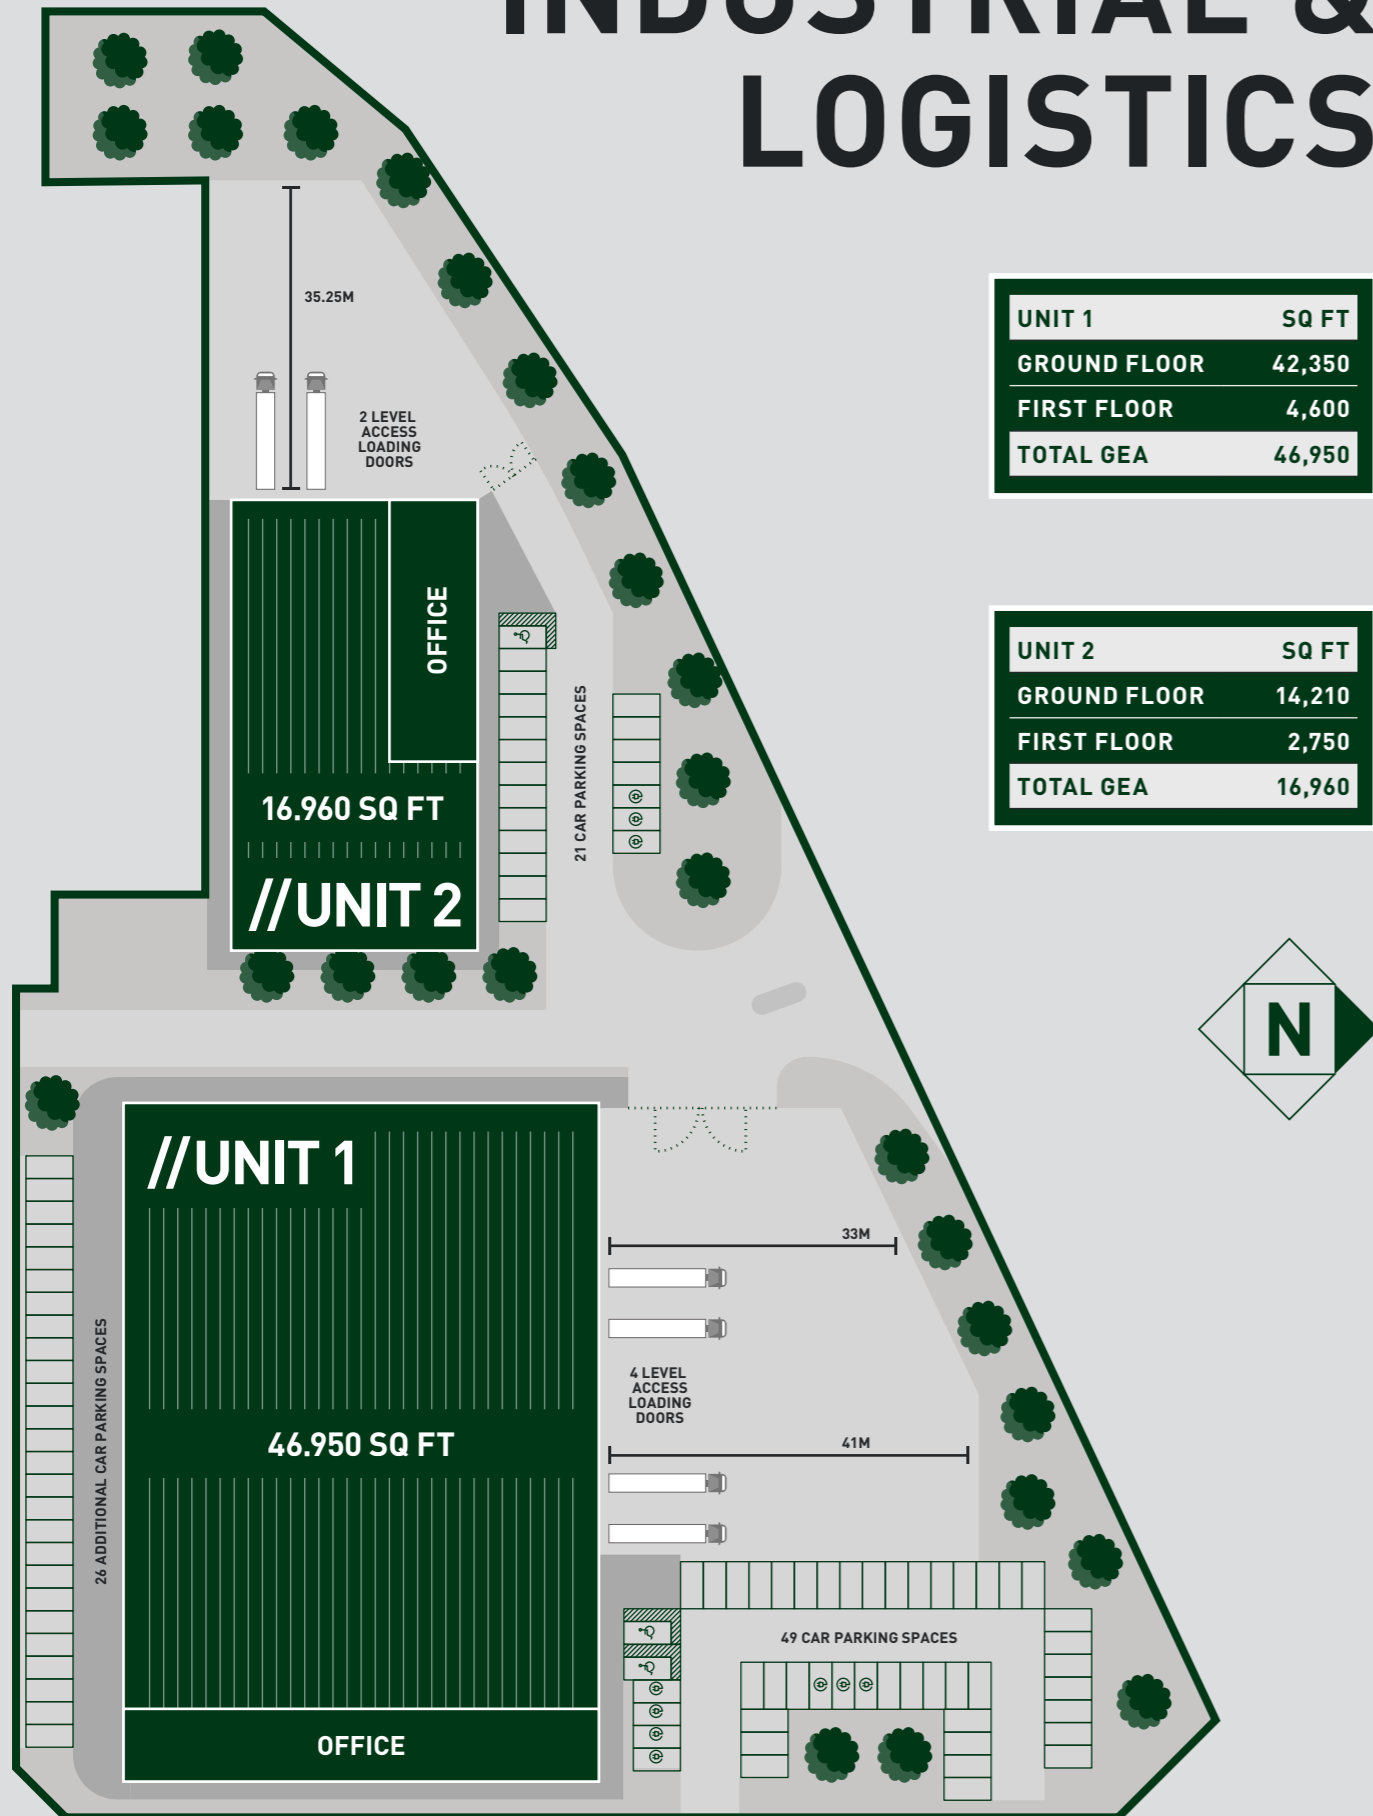 INDUSTRIAL &
LOGISTICS
35.25M
2 LEVEL
ACCESS
LOADING
DOORS
OFFICE
21 CAR PARKING SPACES
16.960 SQ FT
//UNIT 2
UNIT 1 SQ FT
GROUND FLOOR 42,350
FIRST FLOOR 4,600
TOTAL GEA 46,950
UNIT 2 SQ FT
GROUND FLOOR 14,210
FIRST FLOOR 2,750
TOTAL GEA 16,960
N
//UNIT 1
33M
4 LEVEL
ACCESS
LOADING
DOORS
41M
46.950 SQ FT
26 ADDITIONAL CAR PARKING SPACES
49 CAR PARKING SPACES
OFFICE